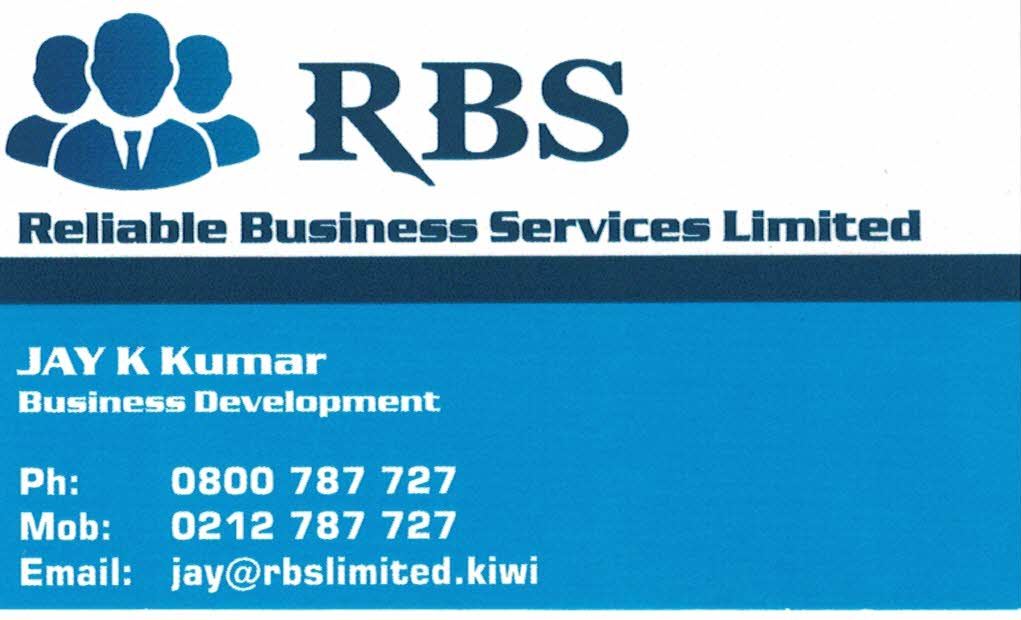 RBS
Reliable Business Services Limited
JAY K Kumar
Business Development
Ph: 0800 787 727
Mob: 0212 787 727
Email: jay@rbslimited.kiwi